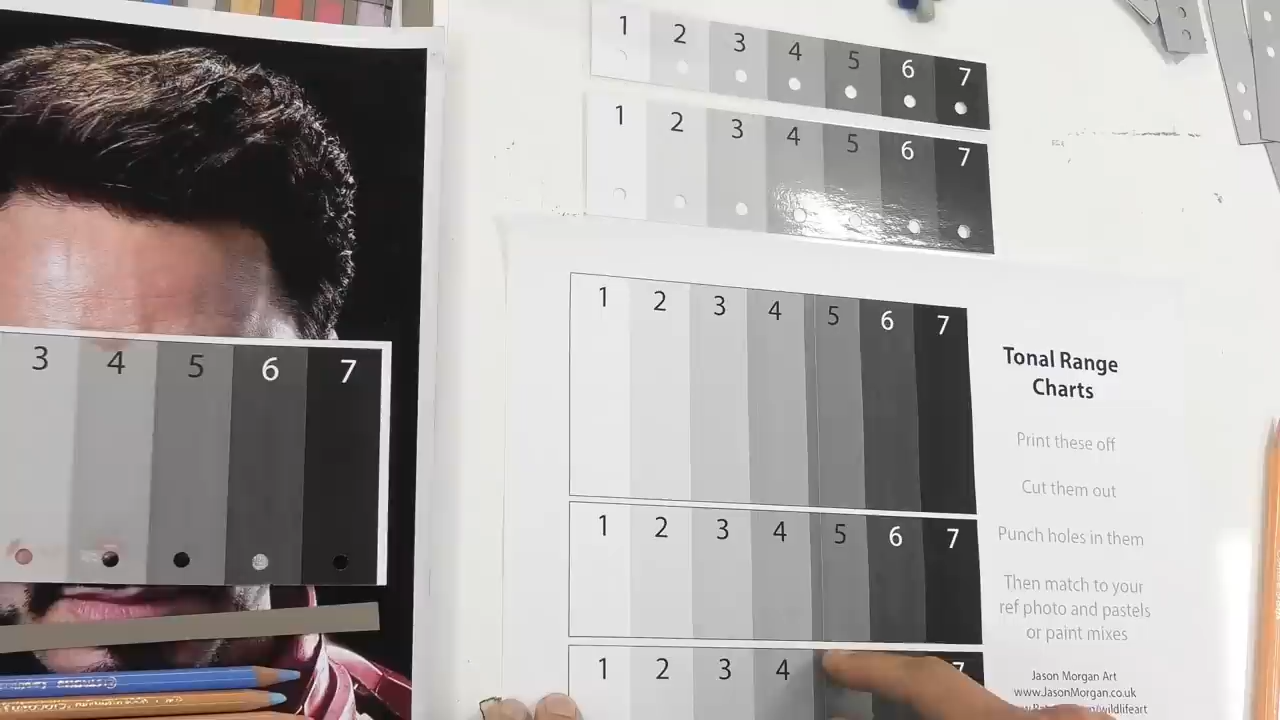 1 2 3 4 5 6 7
1 2 3 4 5 6 7
1 2 3 4 5 6 7
3 4 5 6 7
Tonal Range
Charts
Print these off
Cut them out
Punch holes in them
Then match to your
ref photo and pastels
or paint mixes
1 2 3 4 5 6 7
1 2 3 4 7
Jason Morgan Art
www.JasonMorgan.co.uk
/wildlifeart